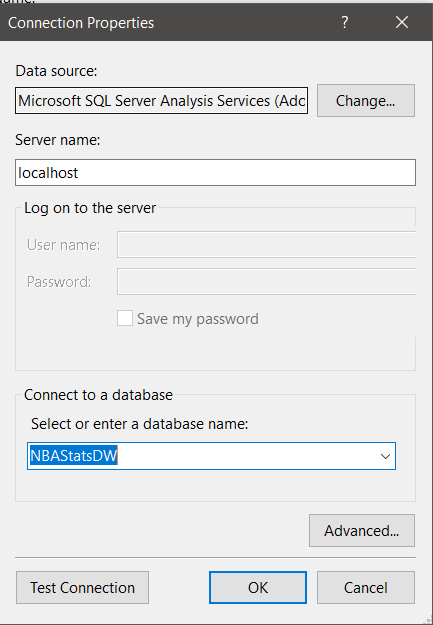 Connection Properties ?
Data source:
Microsoft SQL Server Analysis Services (Adc Change...
Server name:
localhost
Log on to the server
User name:
Password:
Save my password
Connect to a database
Select or enter a database name:
NBAStatsDW
Advanced...
Test Connection OK Cancel